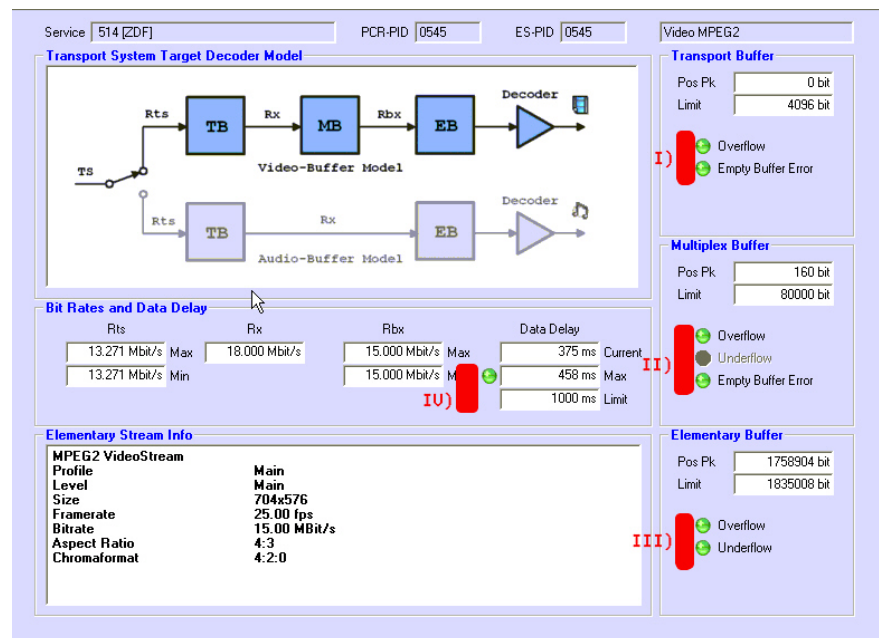 Service 514 [ZDF] PCR-PID 0545 ES-PID 0545 Video MPEG2
Transport System Target Decoder Model
Rts Rx Rbx Decoder
TB MB EB
TS Video-Buffer Model
Rts Rx Decoder
TB EB
Audio-Buffer Model
Transport Buffer
Pos Pk 0 bit
Limit 4096 bit
I) Overflow
Empty Buffer Error
Multiplex Buffer
Pos Pk 160 bit
Limit 80000 bit
II) Overflow
Underflow
Empty Buffer Error
Bit Rates and Data Delay
Rts Rx Rbx Data Delay
13.271 Mbit/s Max 18.000 Mbit/s 15.000 Mbit/s Max 375 ms Current
13.271 Mbit/s Min 15.000 Mbit/s 458 ms Max
IV) 1000 ms Limit
Elementary Stream Info
MPEG2 VideoStream
Profile Main
Level Main
Size 704x576
Framerate 25.00 fps
Bitrate 15.00 MBit/s
Aspect Ratio 4:3
Chromaformat 4:2:0
Elementary Buffer
Pos Pk 1758904 bit
Limit 1835008 bit
III) Overflow
Underflow